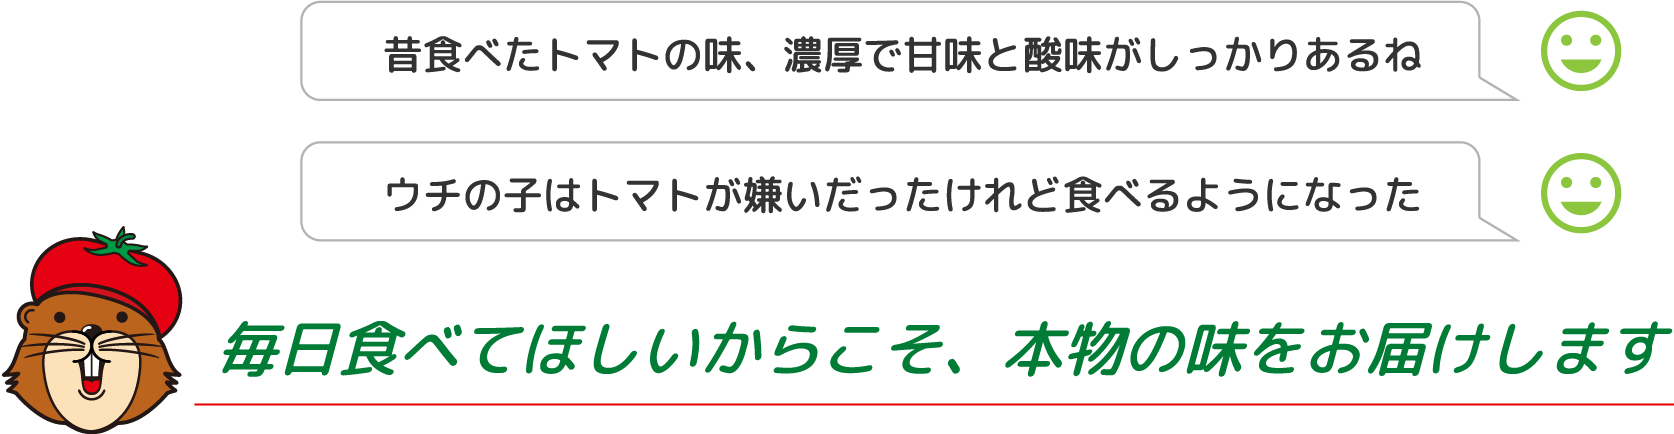 昔食べたトマトの味、濃厚で甘味と酸味がしっかりあるね
ウチの子はトマトが嫌いだったけれど食べるようになった
毎日食べてほしいからこそ、本物の味をお届けします